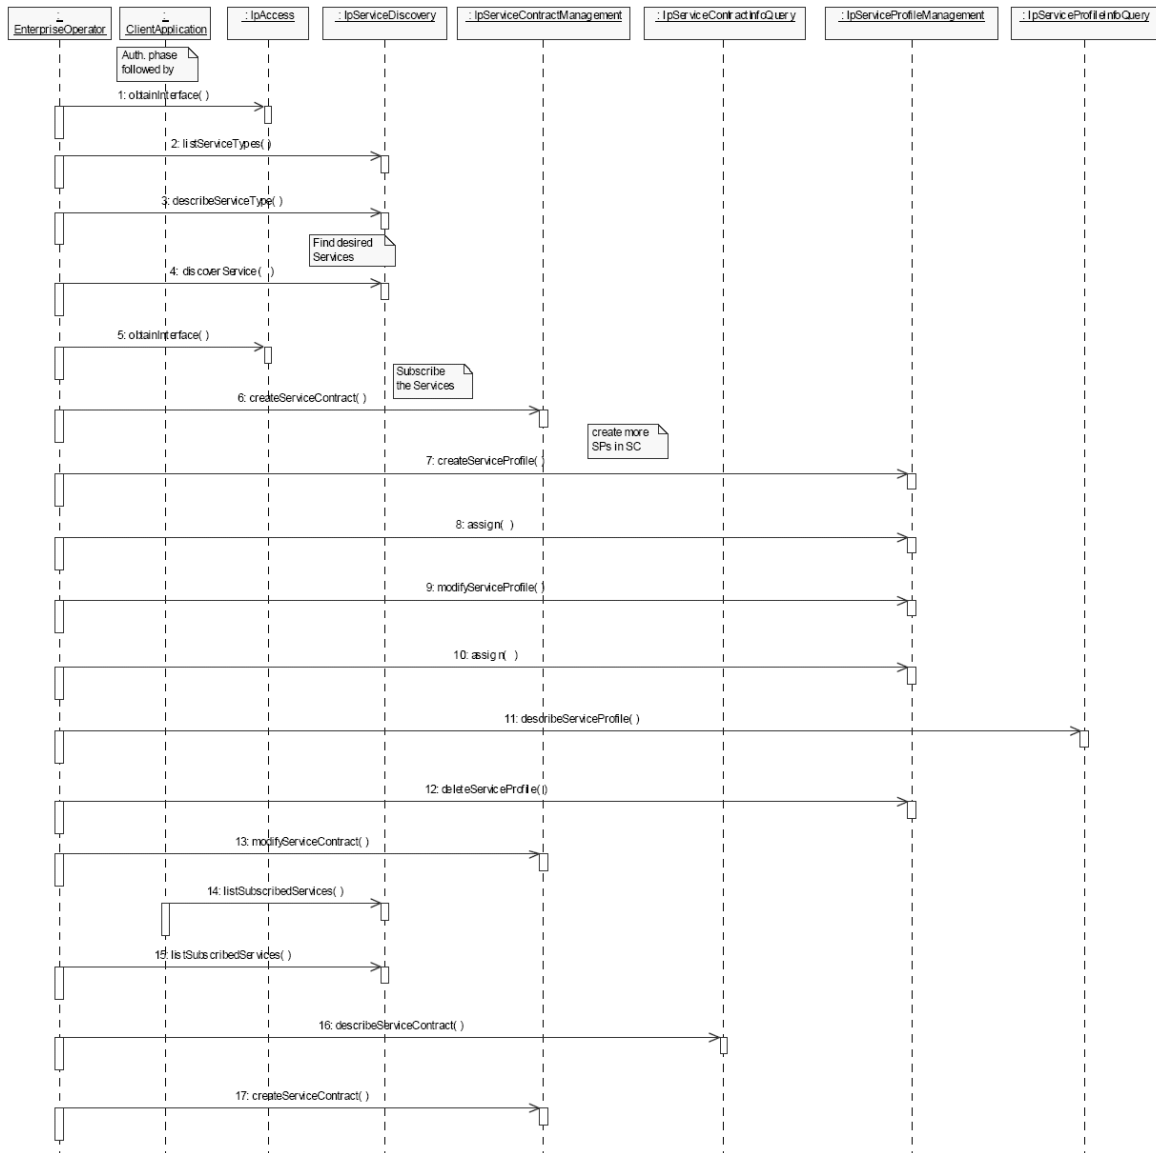 :
EnterpriseOperator
:
ClientApplication
: IpAccess
: IpServiceDiscovery
: IpServiceContractManagement
: IpServiceContractInfoQuery
: IpServiceProfileManagement
: IpServiceProfileInfoQuery
Auth. phase
followed by
1: obtainInterface( )
2: listServiceTypes( )
3: describeServiceType( )
Find desired
Services
4: discoverService( )
5: obtainInterface( )
Subscribe
the Services
6: createServiceContract( )
create more
SPs in SC
7: createServiceProfile( )
8: assign( )
9: modifyServiceProfile( )
10: assign( )
11: describeServiceProfile( )
12: deleteServiceProfile( )
13: modifyServiceContract( )
14: listSubscribedServices( )
15: listSubscribedServices( )
16: describeServiceContract( )
17: createServiceContract( )